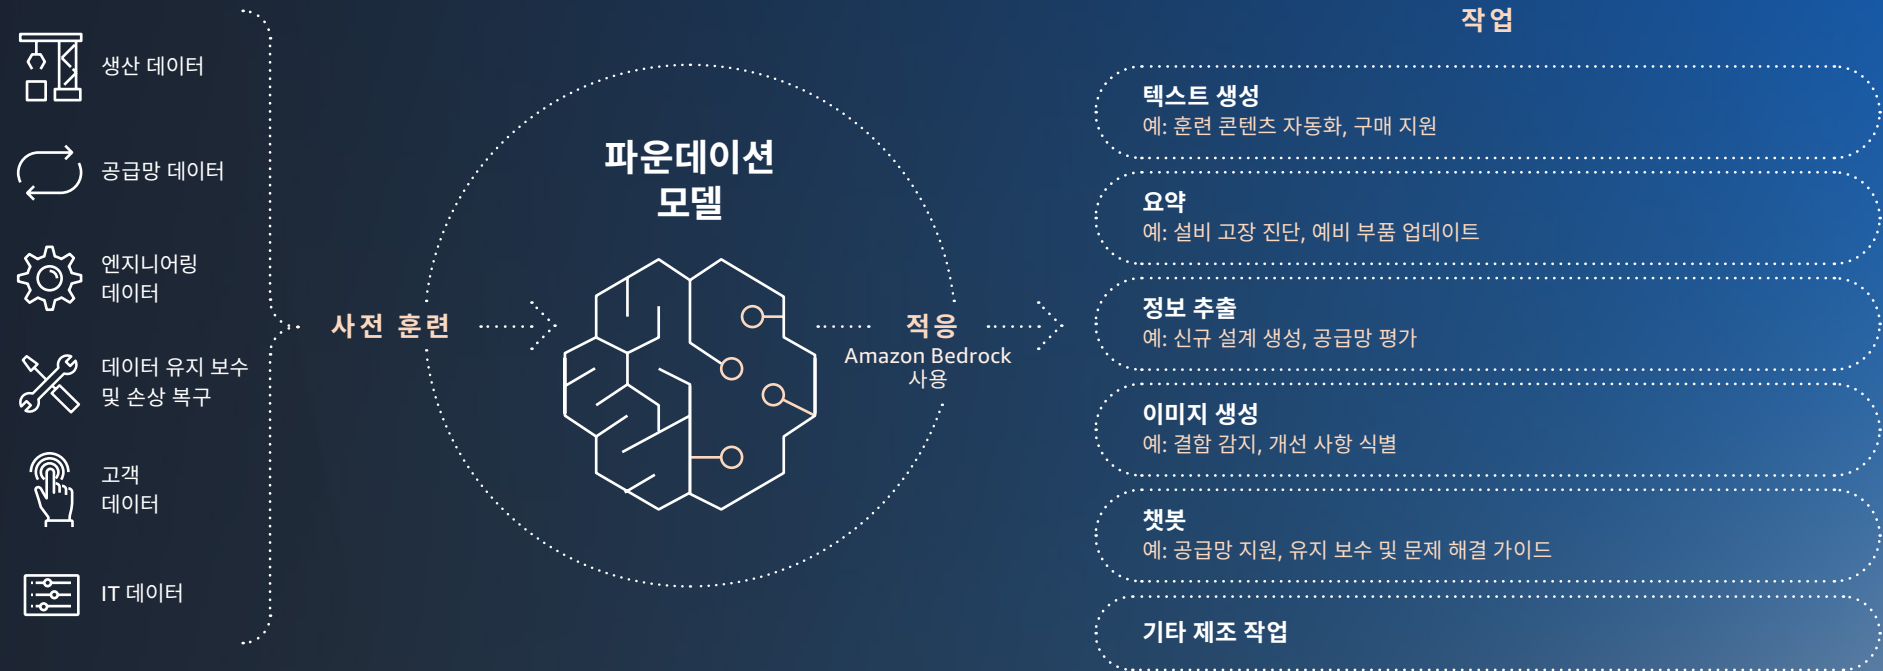 생산 데이터
공급망 데이터
엔지니어링
데이터
데이터 유지 보수
및 손상 복구
고객
데이터
IT 데이터
사전 훈련
파운데이션
모델
적응
Amazon Bedrock
사용
작업
텍스트 생성
예: 훈련 콘텐츠 자동화, 구매 지원
요약
예: 설비 고장 진단, 예비 부품 업데이트
정보 추출
예: 신규 설계 생성, 공급망 평가
이미지 생성
예: 결함 감지, 개선 사항 식별
챗봇
예: 공급망 지원, 유지 보수 및 문제 해결 가이드
기타 제조 작업